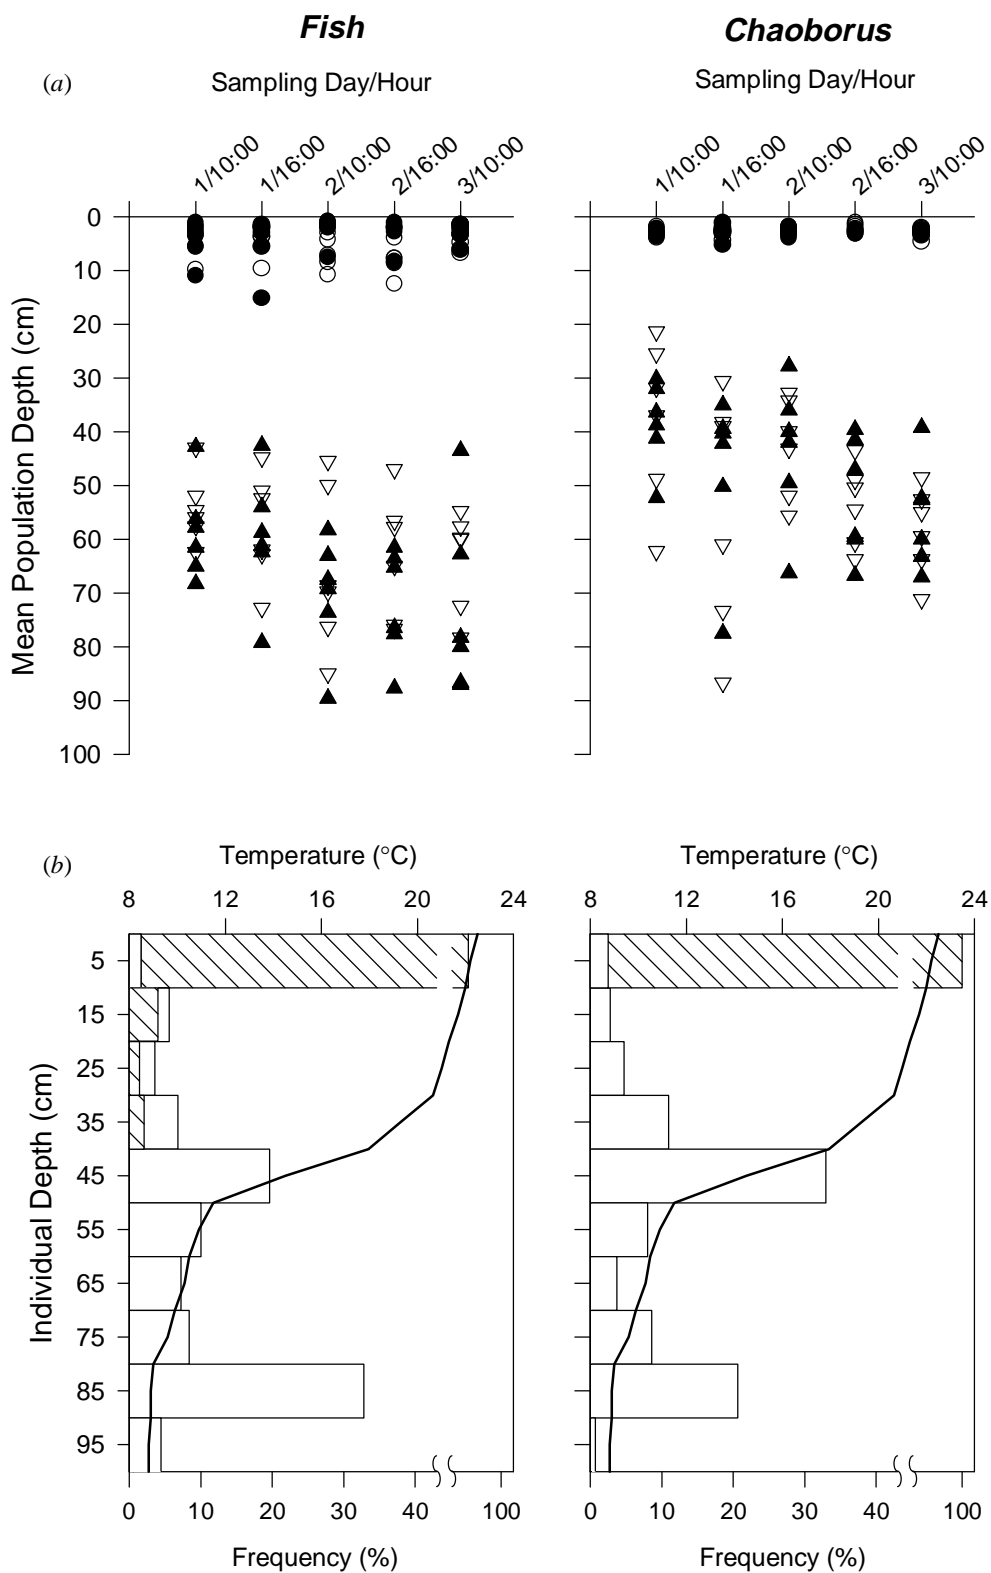 Fish
Chaoborus
(a)
Sampling Day/Hour
Sampling Day/Hour
1/10:00
1/16:00
2/10:00
2/16:00
3/10:00
1/10:00
1/16:00
2/10:00
2/16:00
3/10:00
Mean Population Depth (cm)
0
10
20
30
40
50
60
70
80
90
100
(b)
Temperature (°C)
Temperature (°C)
8 12 16 20 24
8 12 16 20 24
Individual Depth (cm)
5
15
25
35
45
55
65
75
85
95
0 10 20 30 40 100
0 10 20 30 40 100
Frequency (%)
Frequency (%)